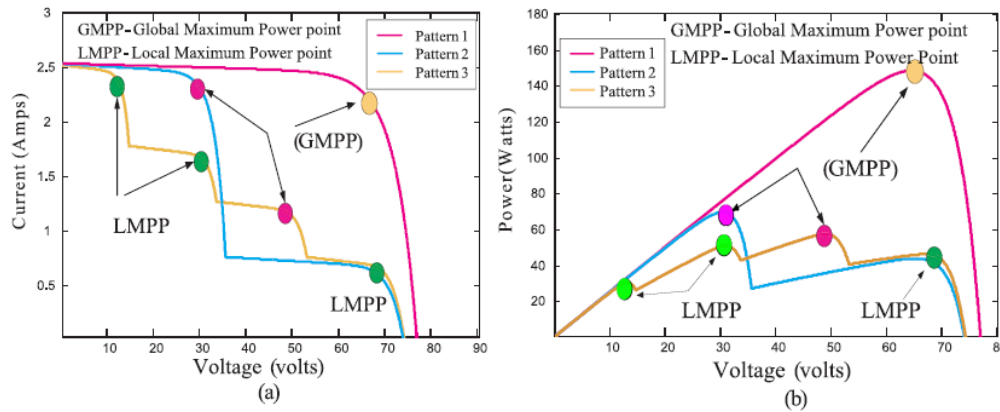 GMPP-Global Maximum Power point
LMPP-Local Maximum Power point
Pattern 1
Pattern 2
Pattern 3
3
2.5
2
1.5
1
0.5
Current (Amps)
(GMPP)
LMPP
LMPP
10 20 30 40 50 60 70 80 90
Voltage (volts)
(a)
GMPP-Global Maximum Power point
LMPP-Local Maximum Power Point
Pattern 1
Pattern 2
Pattern 3
180
160
140
120
100
80
60
40
20
Power(Watts)
(GMPP)
LMPP
LMPP
10 20 30 40 50 60 70 8
Voltage (volts)
(b)